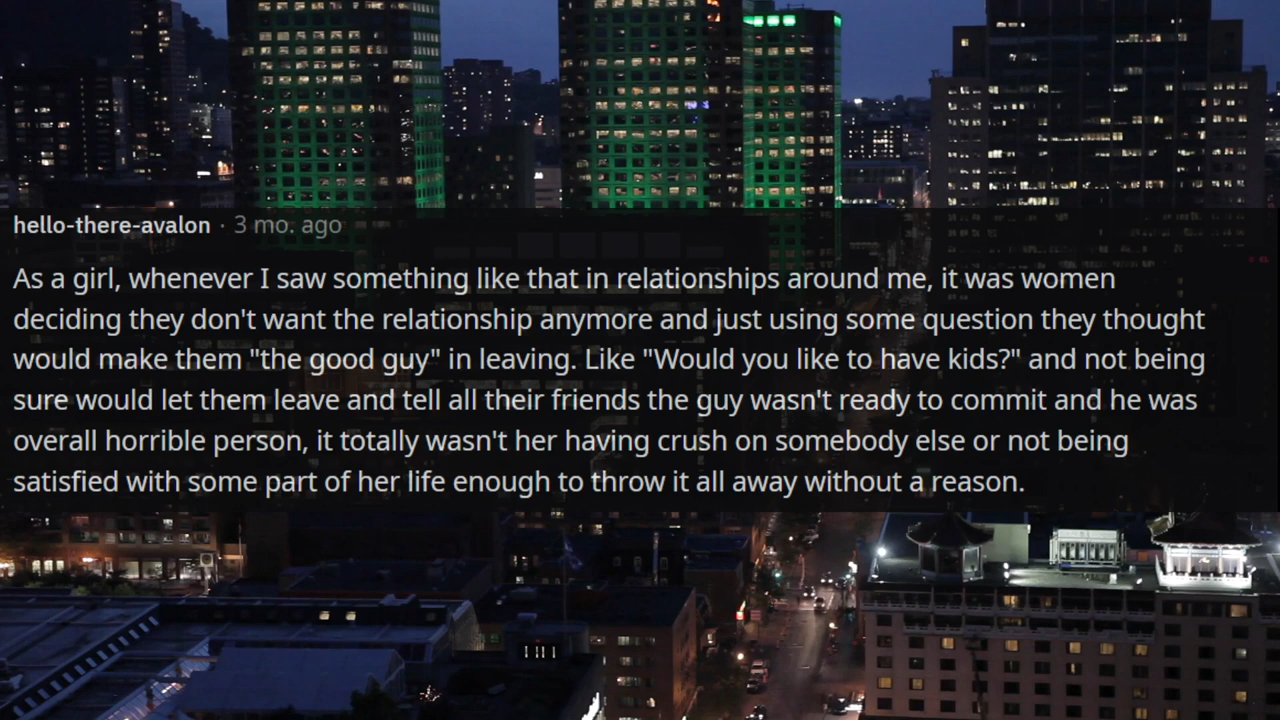 hello-there-avalon · 3 mo. ago
As a girl, whenever I saw something like that in relationships around me, it was women
deciding they don't want the relationship anymore and just using some question they thought
would make them "the good guy" in leaving. Like "Would you like to have kids?" and not being
sure would let them leave and tell all their friends the guy wasn't ready to commit and he was
overall horrible person, it totally wasn't her having crush on somebody else or not being
satisfied with some part of her life enough to throw it all away without a reason.